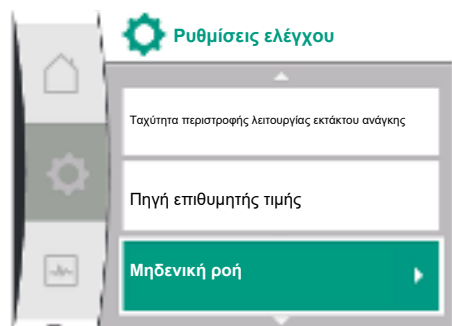 Ρυθμίσεις ελέγχου
Ταχύτητα περιστροφής λειτουργίας εκτάκτου ανάγκης
Πηγή επιθυμητής τιμής
Μηδενική ροή